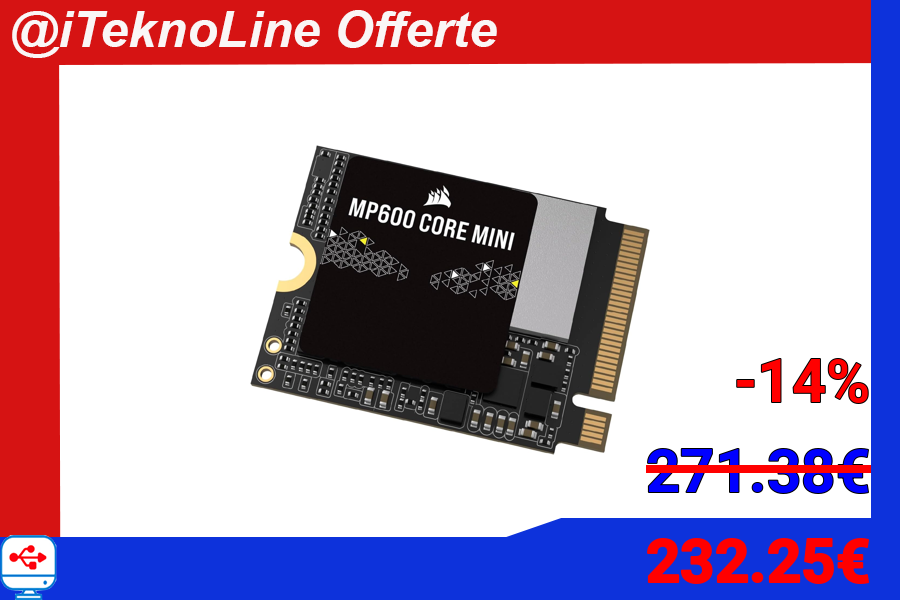 @iTeknoLine Offerte
MP600 CORE MINI
-14%
271.38€
232.25€